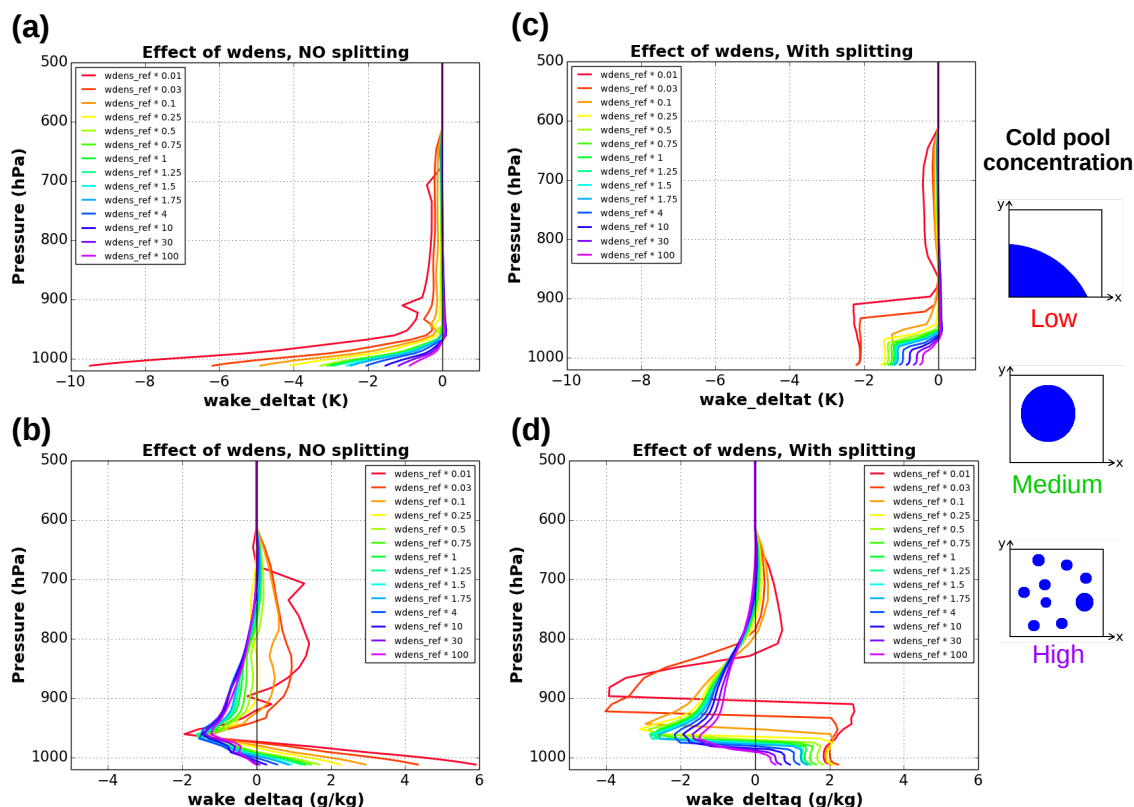 (a)
Effect of wdens, NO splitting
500
600
700
800
900
1000
Pressure (hPa)
wdens_ref * 0.01
wdens_ref * 0.03
wdens_ref * 0.1
wdens_ref * 0.25
wdens_ref * 0.5
wdens_ref * 0.75
wdens_ref * 1
wdens_ref * 1.25
wdens_ref * 1.5
wdens_ref * 1.75
wdens_ref * 4
wdens_ref * 10
wdens_ref * 30
wdens_ref * 100
−10 −8 −6 −4 −2 0
wake_deltat (K)
(c)
Effect of wdens, With splitting
500
600
700
800
900
1000
Pressure (hPa)
wdens_ref * 0.01
wdens_ref * 0.03
wdens_ref * 0.1
wdens_ref * 0.25
wdens_ref * 0.5
wdens_ref * 0.75
wdens_ref * 1
wdens_ref * 1.25
wdens_ref * 1.5
wdens_ref * 1.75
wdens_ref * 4
wdens_ref * 10
wdens_ref * 30
wdens_ref * 100
−10 −8 −6 −4 −2 0
wake_deltat (K)
(b)
Effect of wdens, NO splitting
500
600
700
800
900
1000
Pressure (hPa)
wdens_ref * 0.01
wdens_ref * 0.03
wdens_ref * 0.1
wdens_ref * 0.25
wdens_ref * 0.5
wdens_ref * 0.75
wdens_ref * 1
wdens_ref * 1.25
wdens_ref * 1.5
wdens_ref * 1.75
wdens_ref * 4
wdens_ref * 10
wdens_ref * 30
wdens_ref * 100
−4 −2 0 2 4 6
wake_deltaq (g/kg)
(d)
Effect of wdens, With splitting
500
600
700
800
900
1000
Pressure (hPa)
wdens_ref * 0.01
wdens_ref * 0.03
wdens_ref * 0.1
wdens_ref * 0.25
wdens_ref * 0.5
wdens_ref * 0.75
wdens_ref * 1
wdens_ref * 1.25
wdens_ref * 1.5
wdens_ref * 1.75
wdens_ref * 4
wdens_ref * 10
wdens_ref * 30
wdens_ref * 100
−4 −2 0 2 4 6
wake_deltaq (g/kg)
Cold pool
concentration
y
x
Low
y
x
Medium
y
x
High